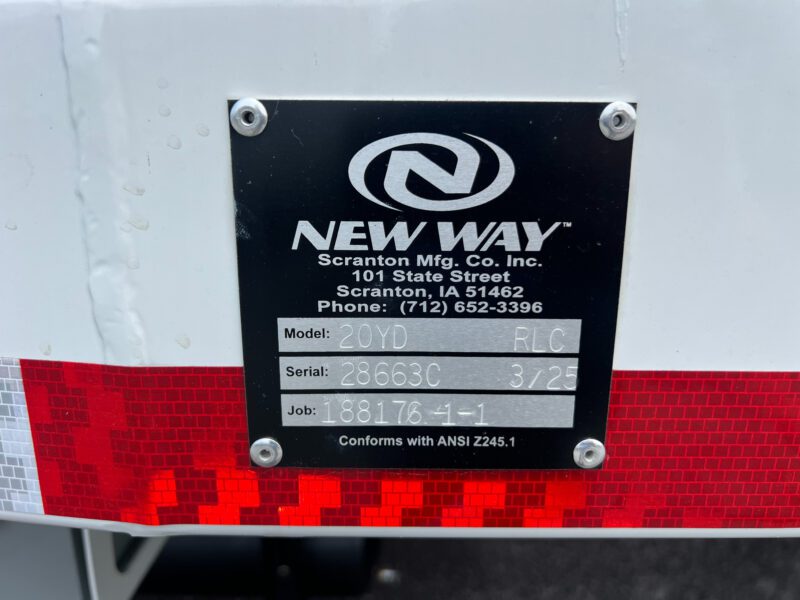 NEW WAY™
Scranton Mfg. Co. Inc.
101 State Street
Scranton, IA 51462
Phone: (712) 652-3396
Model: 20YD RLC
Serial: 28663C 3/25
Job: 188176-1-1
Conforms with ANSI Z245.1